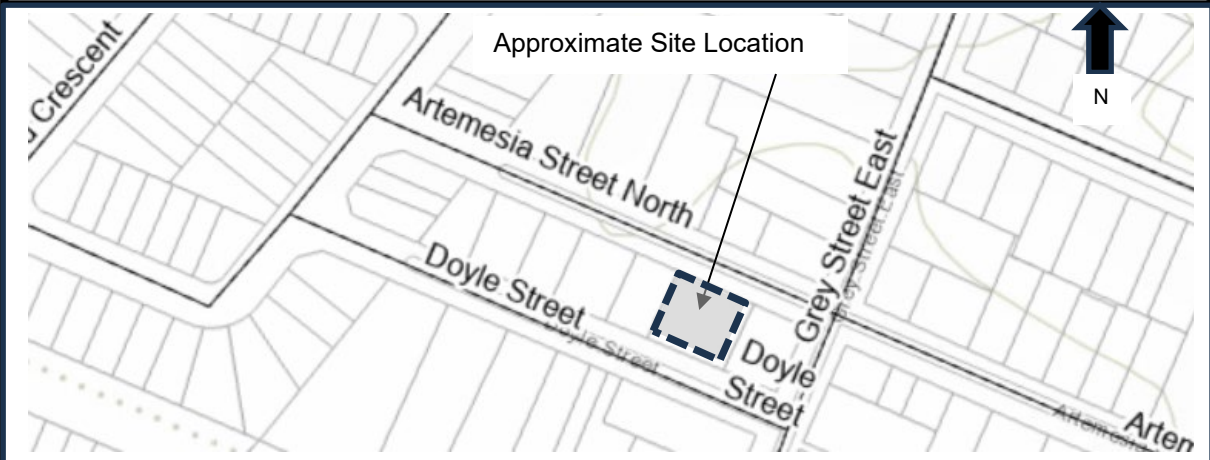 Approximate Site Location
N
Crescent
Artemesia Street North
Grey Street East
Grey Street East
Doyle Street
Doyle Street
Doyle
Street
Artemesia
Artem